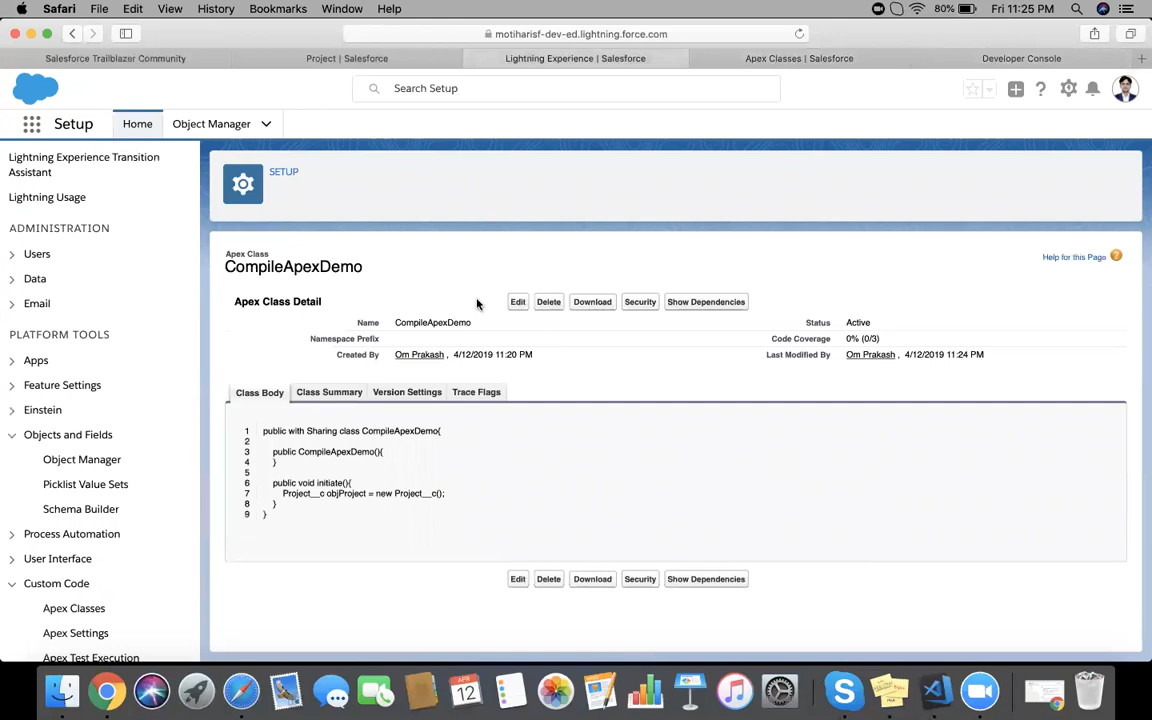 Safari File Edit View History Bookmarks Window Help 80% Fri 11:25 PM
motiharisf-dev-ed.lightning.force.com
Salesforce Trailblazer Community Project | Salesforce Lightning Experience | Salesforce Apex Classes | Salesforce Developer Console
Search Setup
Setup Home Object Manager
Lightning Experience Transition
Assistant
Lightning Usage
ADMINISTRATION
Users
Data
Email
PLATFORM TOOLS
Apps
Feature Settings
Einstein
Objects and Fields
Object Manager
Picklist Value Sets
Schema Builder
Process Automation
User Interface
Custom Code
Apex Classes
Apex Settings
Apex Test Execution
SETUP
Apex Class
CompileApexDemo
Help for this Page
Apex Class Detail Edit Delete Download Security Show Dependencies
Name CompileApexDemo Status Active
Namespace Prefix Code Coverage 0% (0/3)
Created By Om Prakash , 4/12/2019 11:20 PM Last Modified By Om Prakash , 4/12/2019 11:24 PM
Class Body Class Summary Version Settings Trace Flags
1 public with Sharing class CompileApexDemo{
2
3 public CompileApexDemo(){
4 }
5
6 public void initiate(){
7 Project__c objProject = new Project__c();
8 }
9 }
Edit Delete Download Security Show Dependencies
APR
12